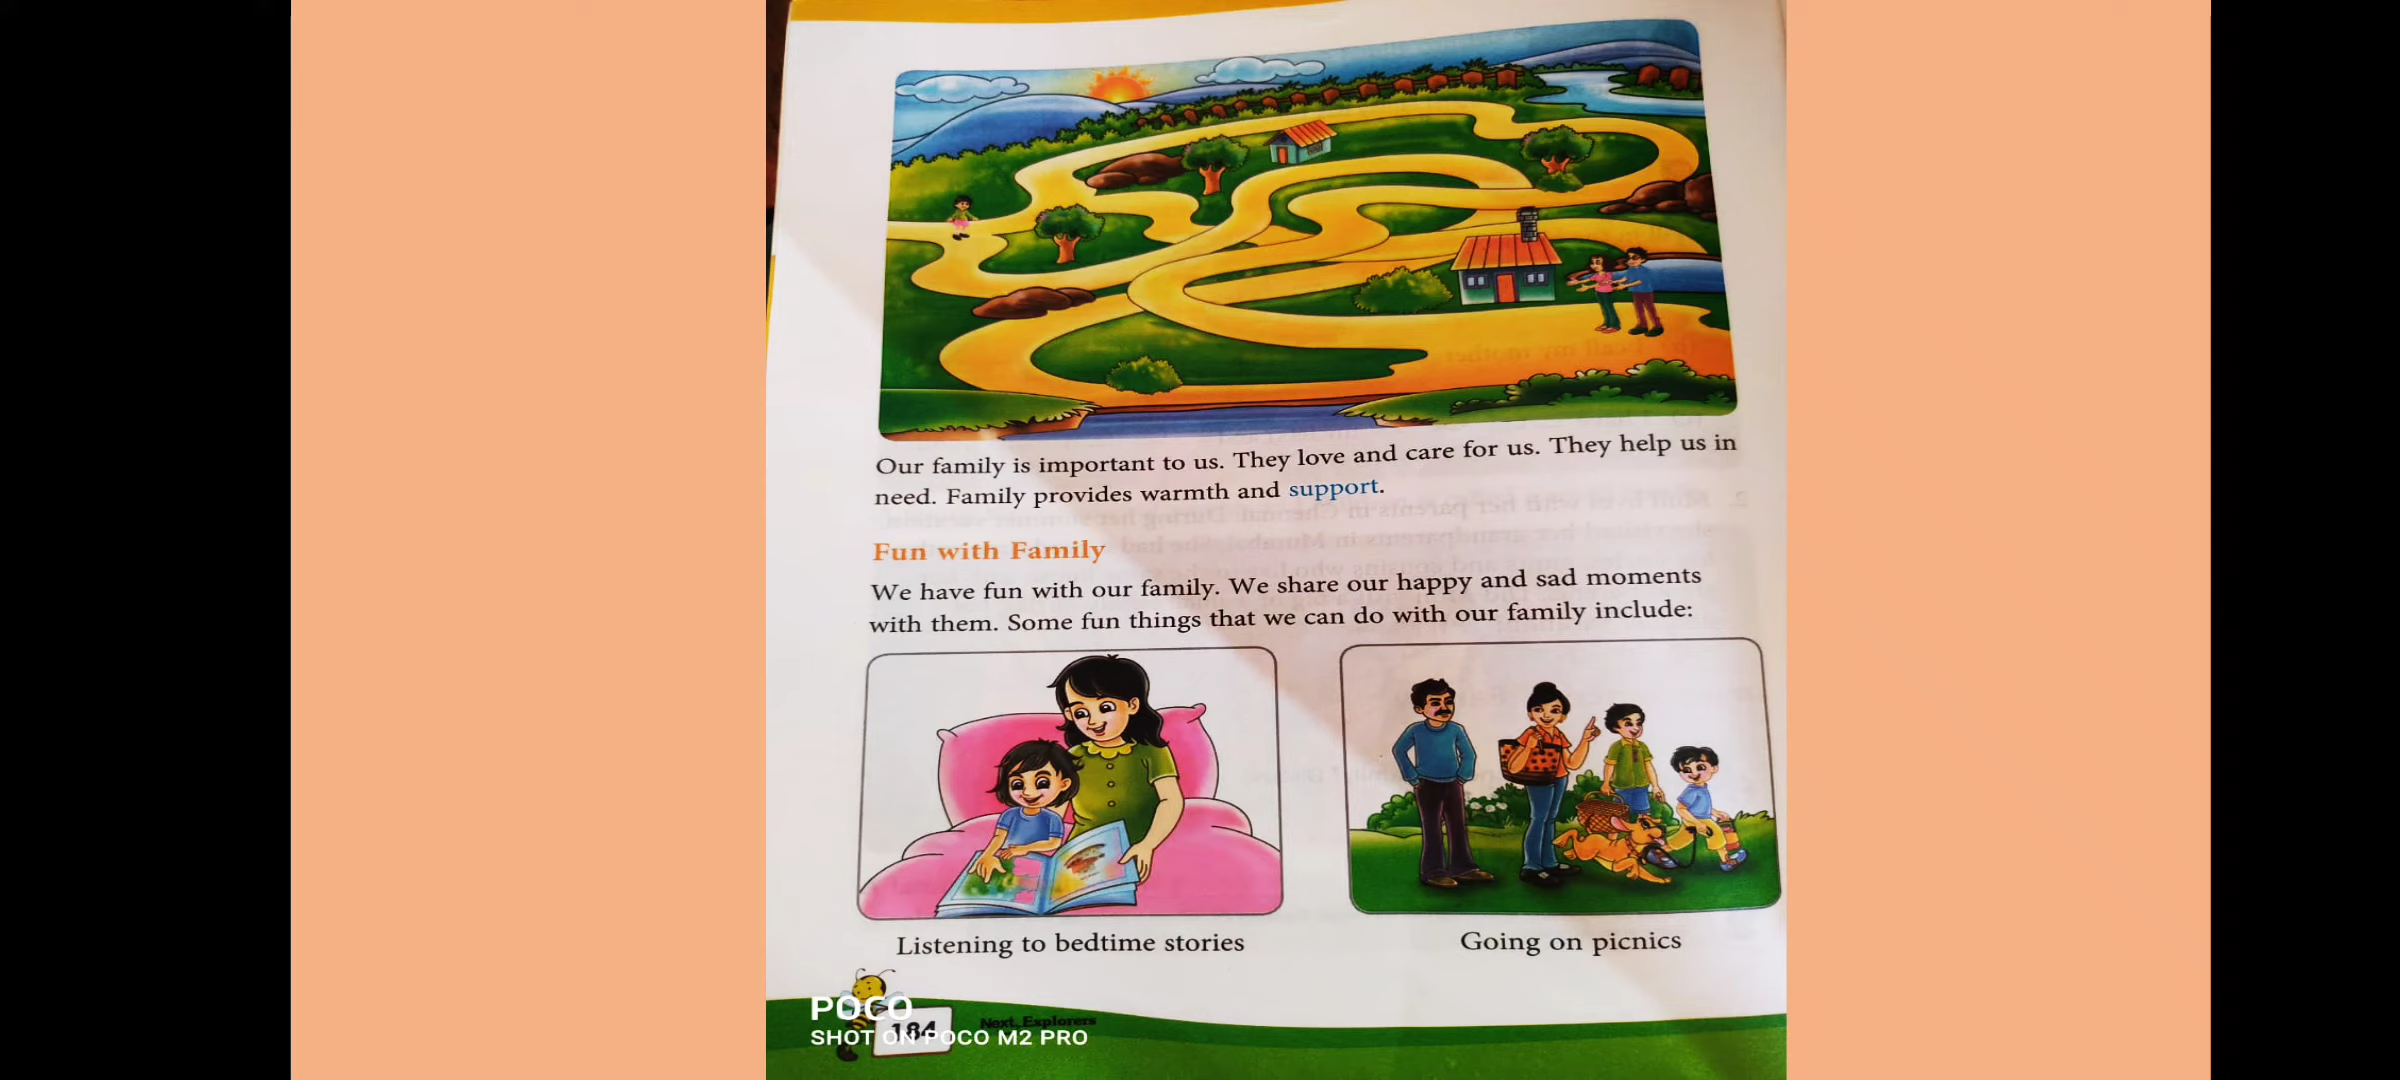 Our family is important to us. They love and care for us. They help us in
need. Family provides warmth and support.
Fun with Family
We have fun with our family. We share our happy and sad moments
with them. Some fun things that we can do with our family include:
Listening to bedtime stories
Going on picnics
POCO
184
Next Explorers
SHOT ON POCO M2 PRO